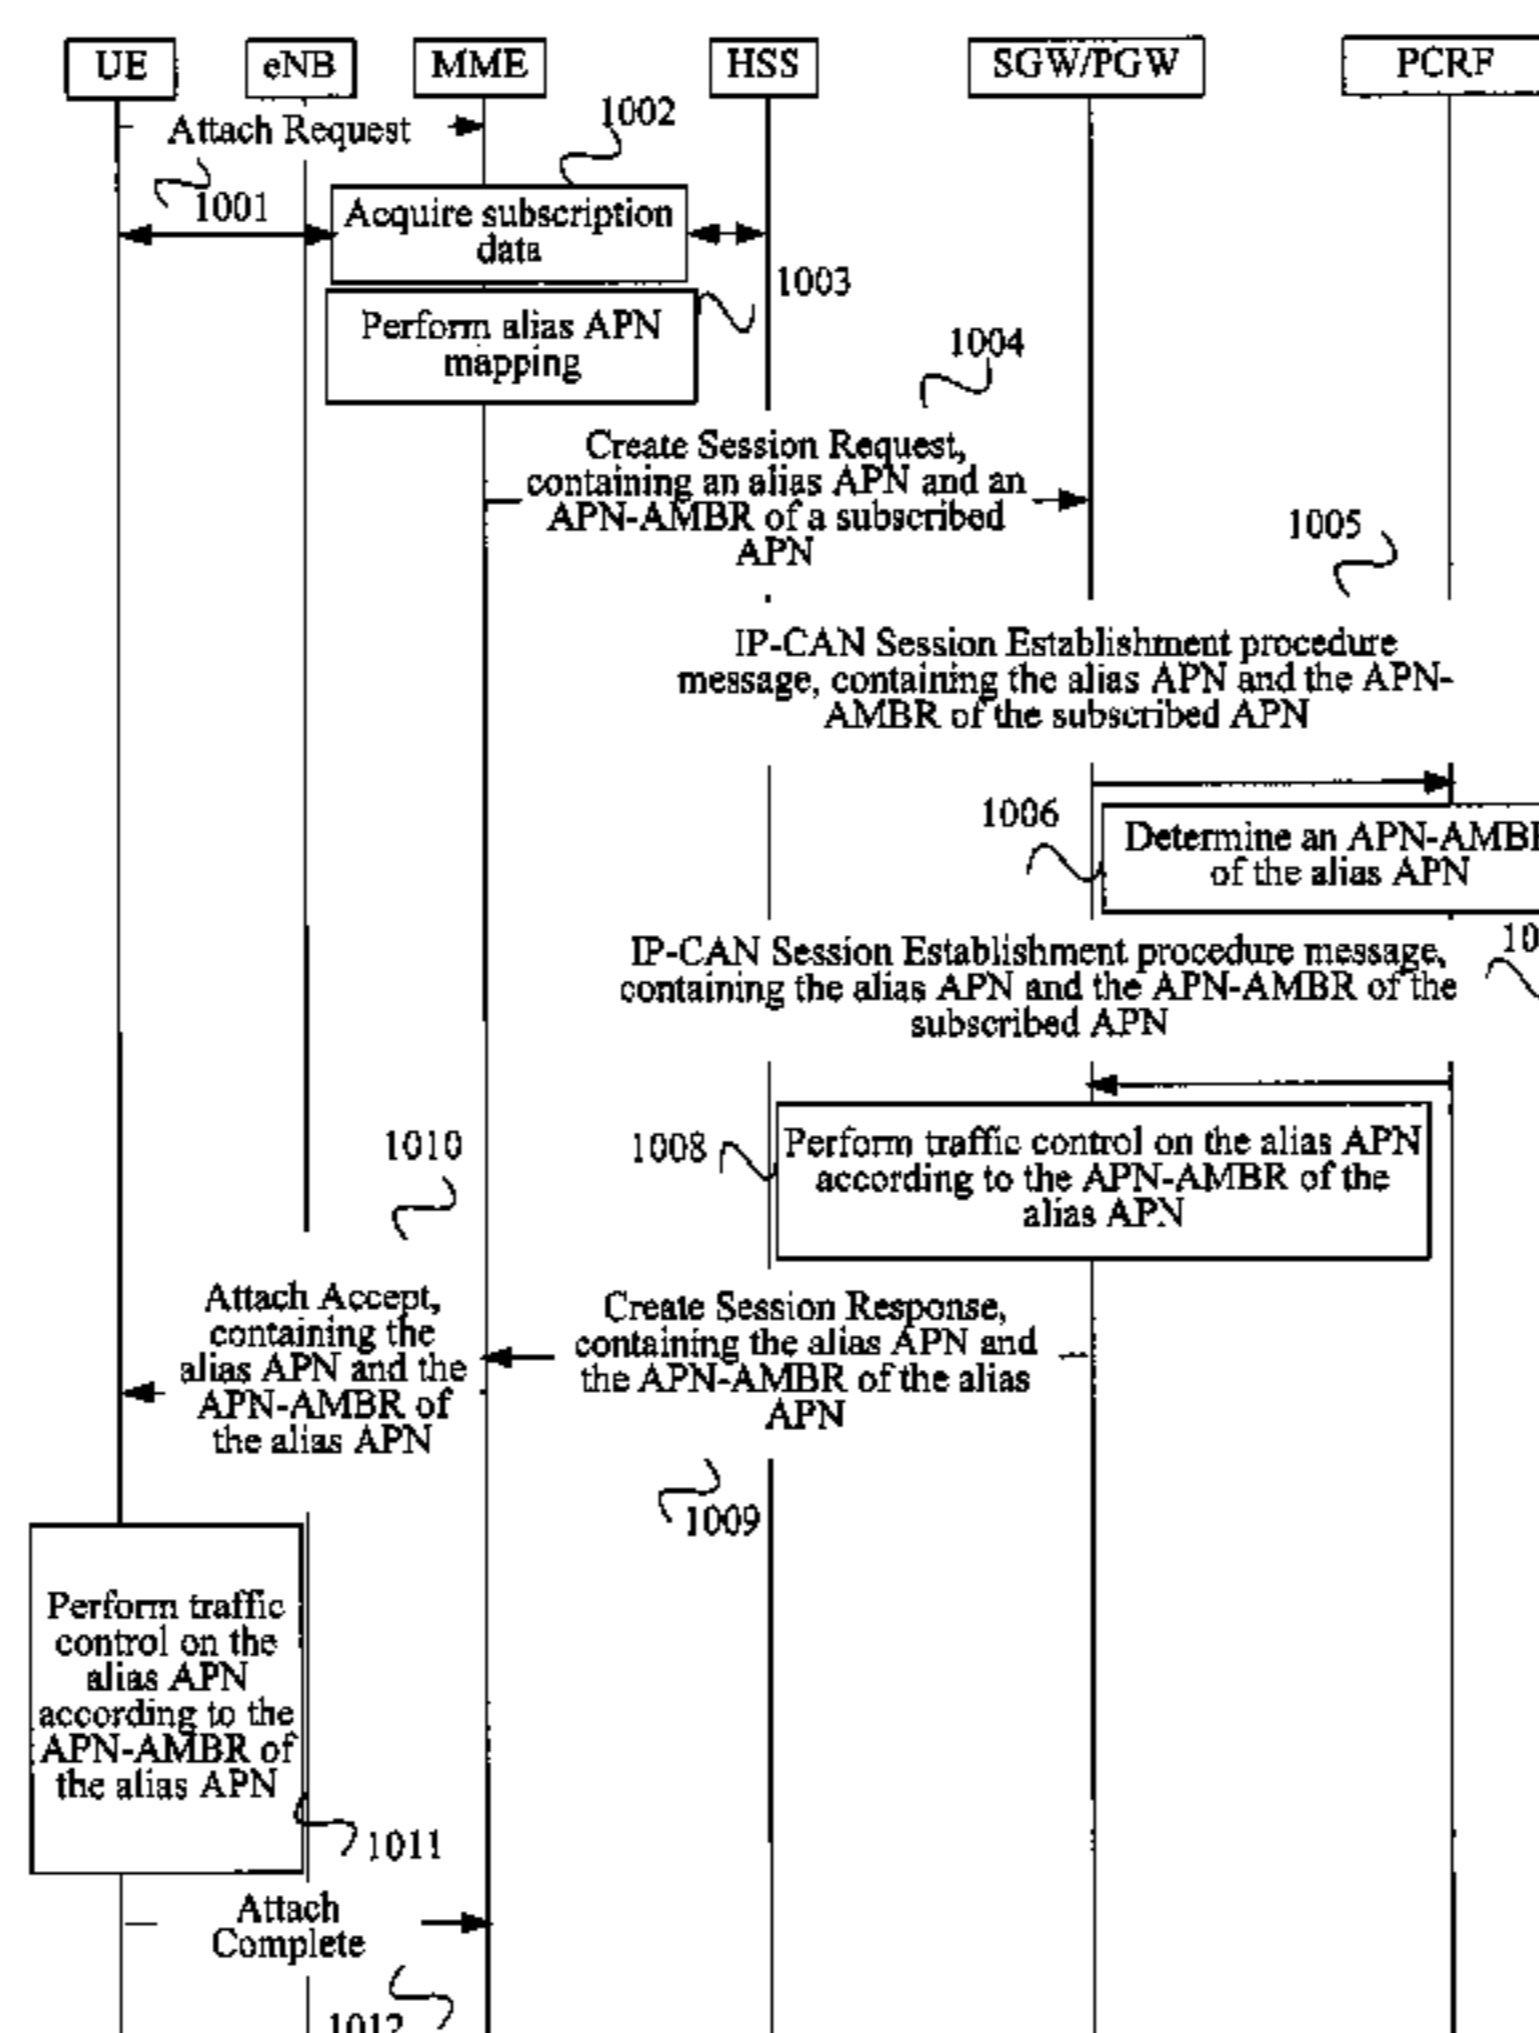 UE
eNB
MME
HSS
SGW/PGW
PCRF
Attach Request
1002
1001
Acquire subscription
data
1003
Perform alias APN
mapping
1004
Create Session Request,
containing an alias APN and an
APN-AMBR of a subscribed
APN
1005
IP-CAN Session Establishment procedure
message, containing the alias APN and the APN-
AMBR of the subscribed APN
1006
Determine an
of the alias APN
IP-CAN Session Establishment procedure message,
containing the alias APN and the APN-AMBR of the
subscribed APN
1010
1008
Perform traffic control on the alias APN
according to the APN-AMBR of the
alias APN
Attach Accept,
containing the
alias APN and the
APN-AMBR of
the alias APN
Create Session Response,
containing the alias APN and
the APN-AMBR of the alias
APN
1009
Perform traffic
control on the
alias APN
according to the
APN-AMBR of
the alias APN
1011
Attach
Complete
1012